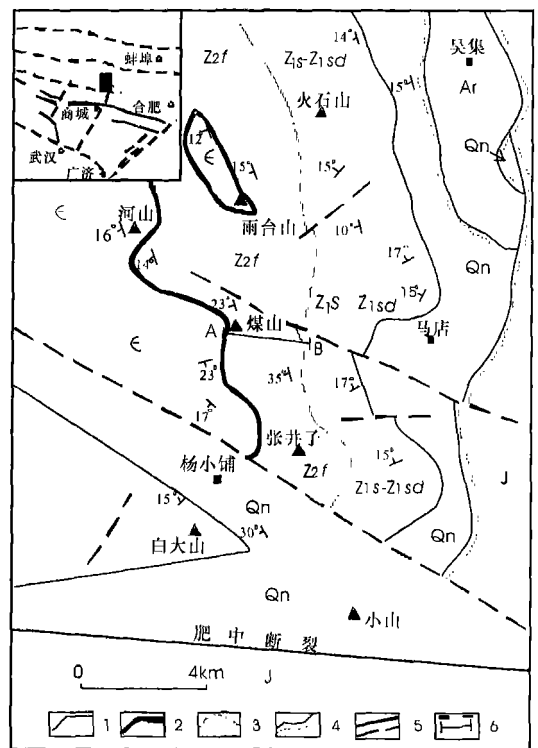 蚌埠
商城
合肥
武汉
广济
Z2f
Z1s-Z1sd
14°
吴集
15°
Ar
火石山
12
Є
15°
15°
Qn
Є
河山
16°
14°
雨台山
10°
17°
Z2f
Qn
23°
Z1s
Z1sd
15°
A
煤山
B
马店
Є
23°
35°
17°
17°
张井子
15°
J
杨小铺
Z2f
Z1s-Z1sd
15°
Qn
Qn
白大山
30°
Qn
小山
肥中断裂
0
4km
J
1
2
3
4
5
6